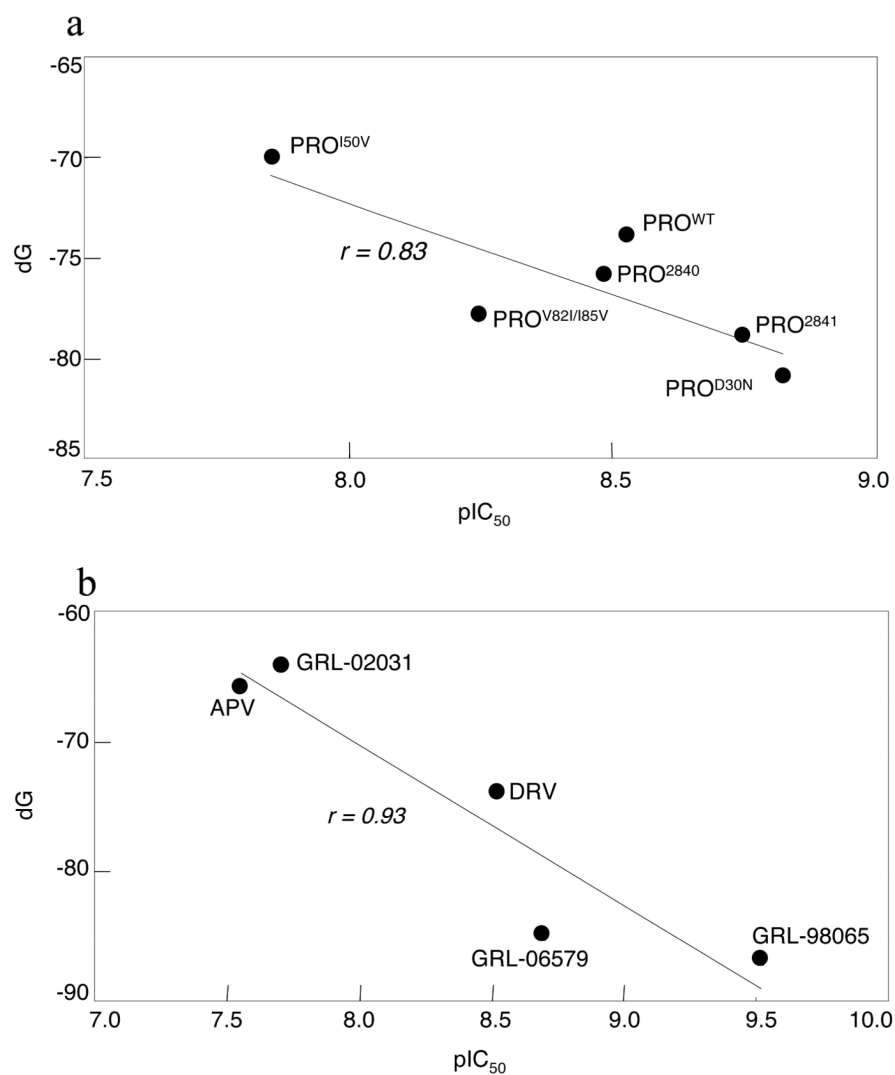 a
-65
-70
-75
-80
-85
dG
PRO^I50V
PRO^WT
r = 0.83
PRO^2840
PRO^V82I/I85V
PRO^2841
PRO^D30N
7.5 8.0 8.5 9.0
pIC₅₀
b
-60
-70
-80
-90
dG
GRL-02031
APV
DRV
r = 0.93
GRL-98065
GRL-06579
7.0 7.5 8.0 8.5 9.0 9.5 10.0
pIC₅₀